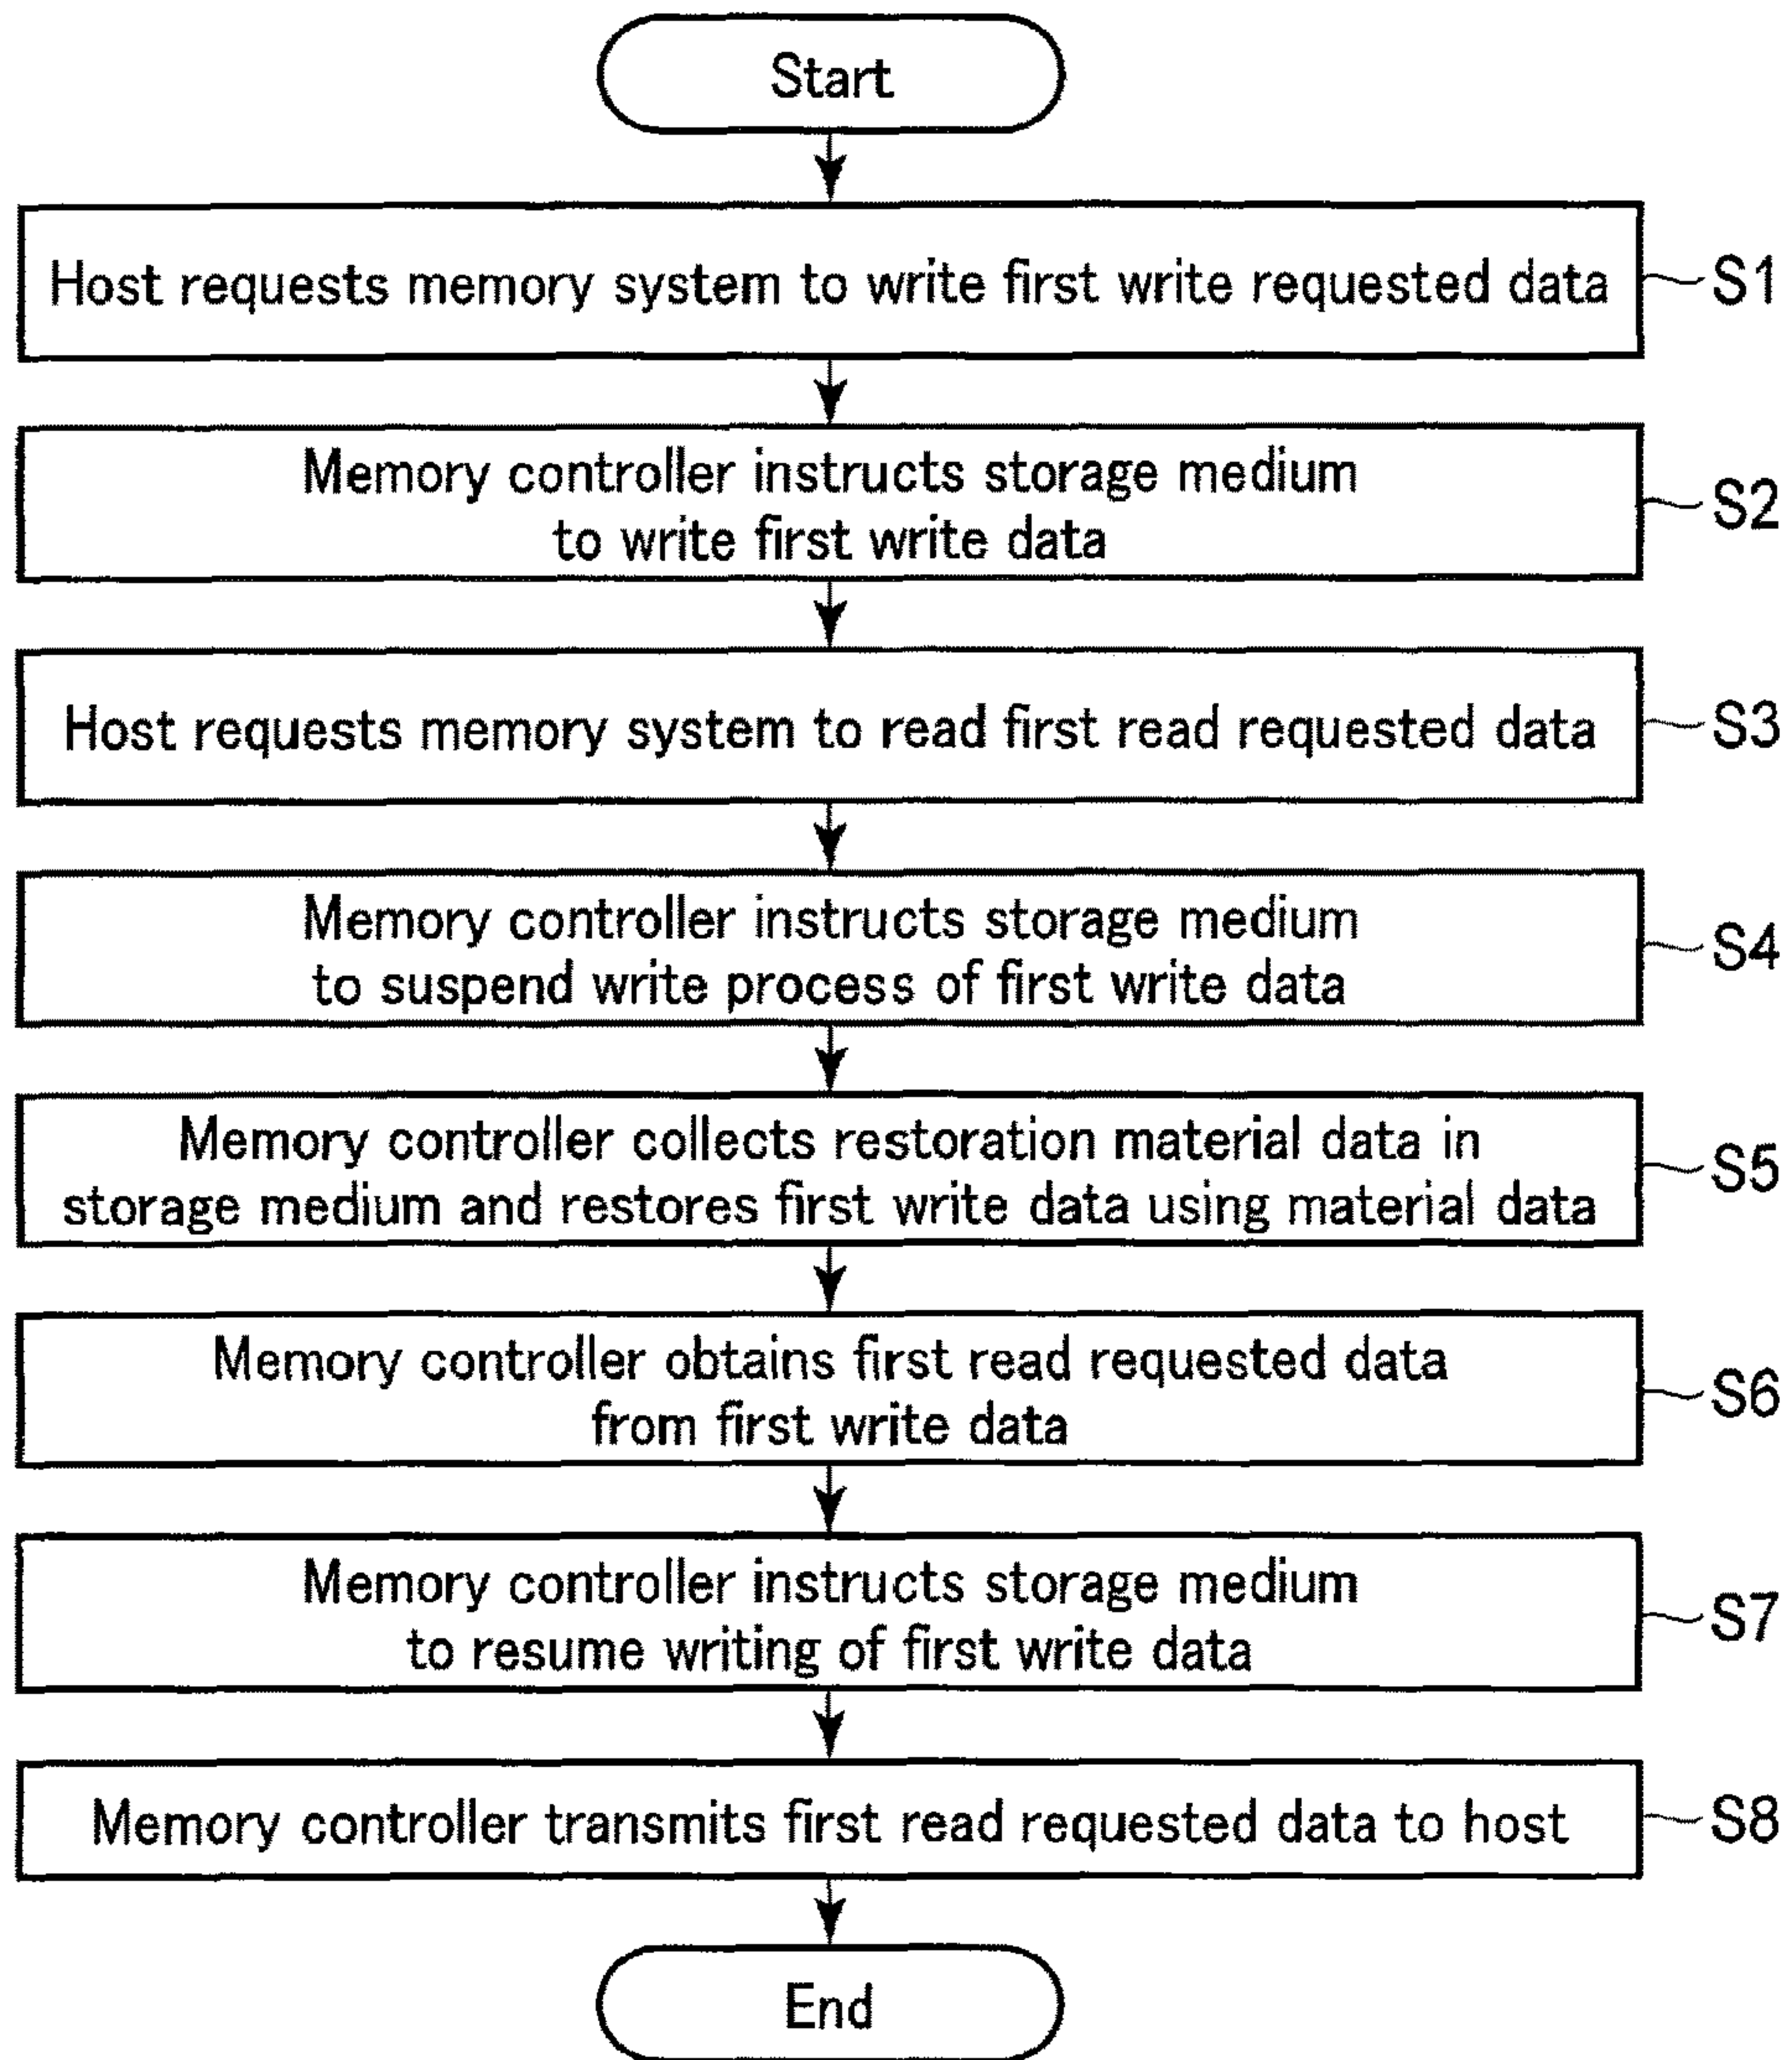 Start
Host requests memory system to write first write requested data
S1
Memory controller instructs storage medium
to write first write data
S2
Host requests memory system to read first read requested data
S3
Memory controller instructs storage medium
to suspend write process of first write data
S4
Memory controller collects restoration material data in
storage medium and restores first write data using material data
S5
Memory controller obtains first read requested data
from first write data
S6
Memory controller instructs storage medium
to resume writing of first write data
S7
Memory controller transmits first read requested data to host
S8
End